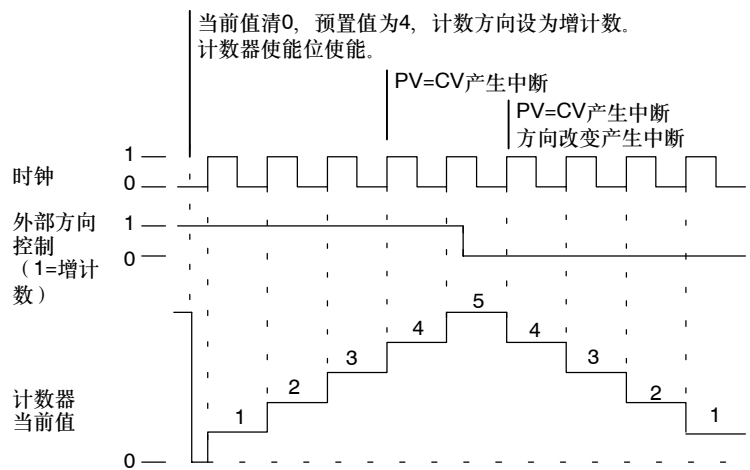 当前值清0，预置值为4，计数方向设为增计数．
计数器使能位使能．
PV=CV产生中断
PV=CV产生中断
方向改变产生中断
时钟
1
0
外部方向
控制
（1=增计
数）
1
0
计数器
当前值
0
1
2
3
4
5
4
3
2
1